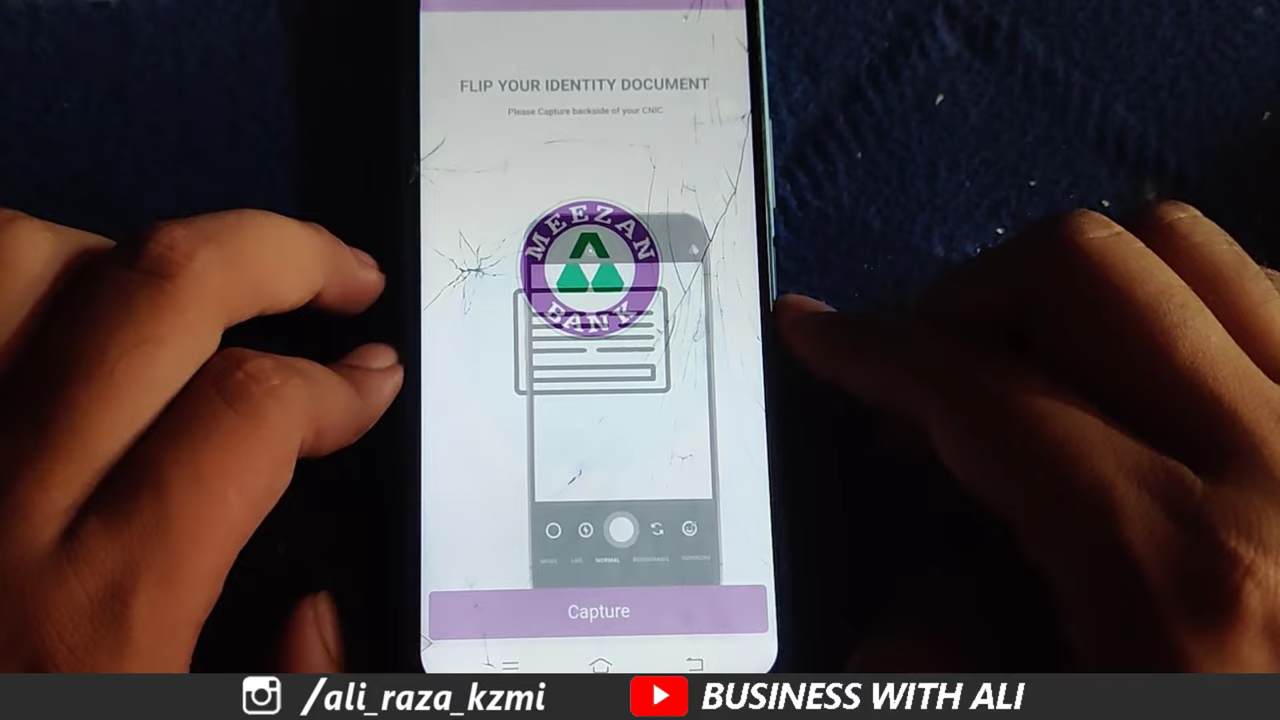 FLIP YOUR IDENTITY DOCUMENT
Please Capture backside of your CNIC
MEEZAN
BANK
NORMAL
Capture
/ali_raza_kzmi
BUSINESS WITH ALI